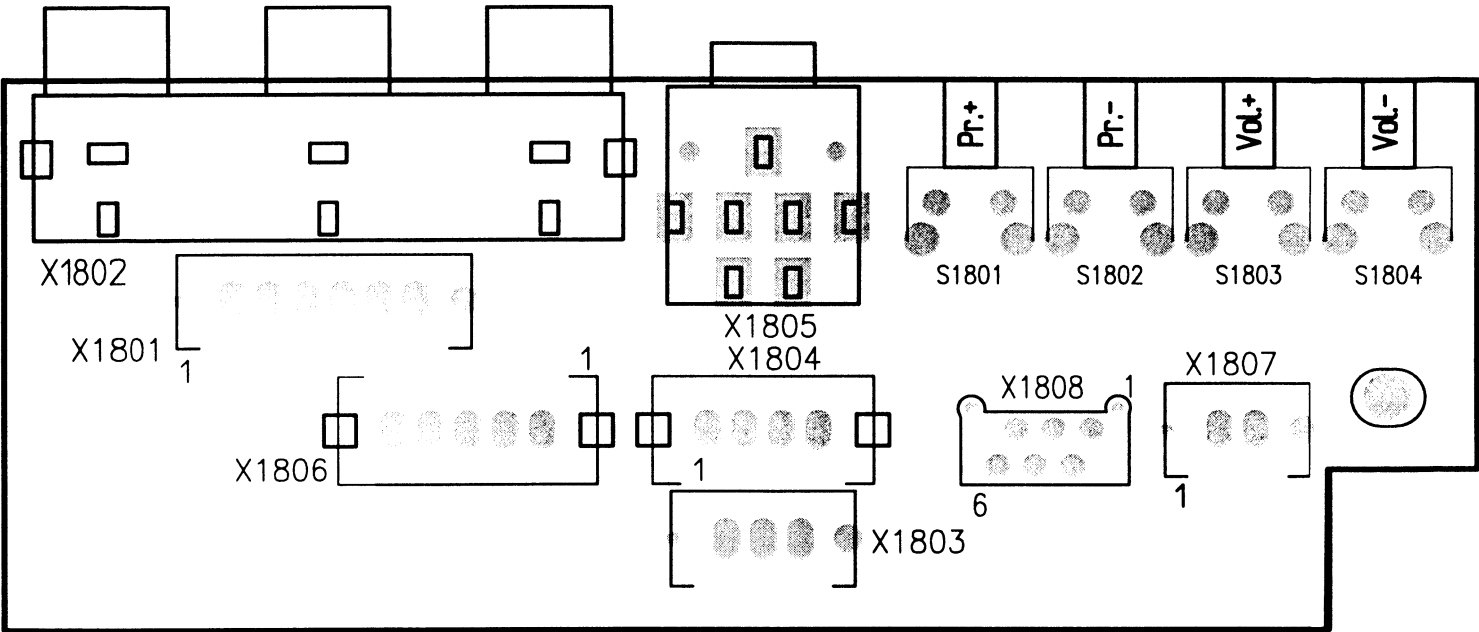 Pr.+
Pr.-
Vol.+
Vol.-
X1802
S1801
S1802
S1803
S1804
X1805
X1801
1
1
X1804
X1808
1
X1807
X1806
1
6
1
X1803